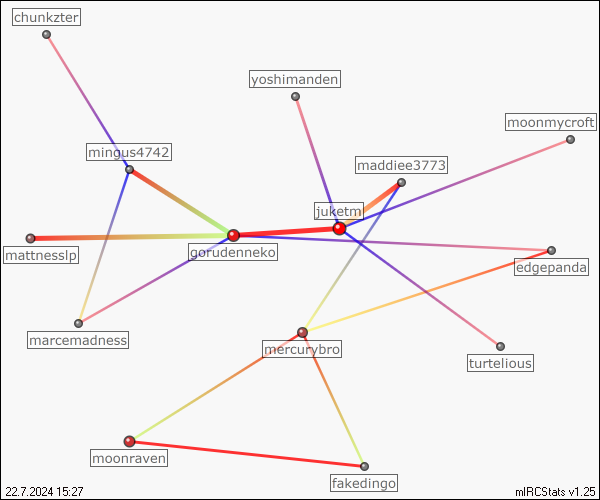 chunkzter
yoshimanden
moonmycroft
mingus4742
maddiee3773
juketm
mattnesslp
gorudenneko
edgepanda
marcemadness
mercurybro
turtelious
moonraven
fakedingo
22.7.2024 15:27
mIRCStats v1.25